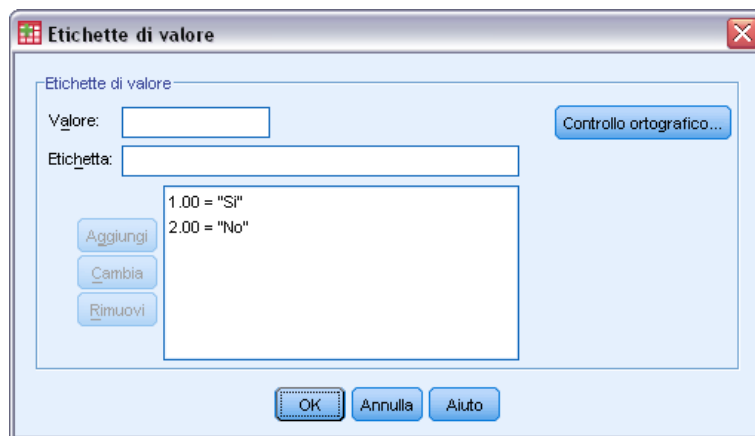 Etichette di valore
Etichette di valore
Valore:
Controllo ortografico...
Etichetta:
1.00 = "Si"
2.00 = "No"
Aggiungi
Cambia
Rimuovi
OK
Annulla
Aiuto